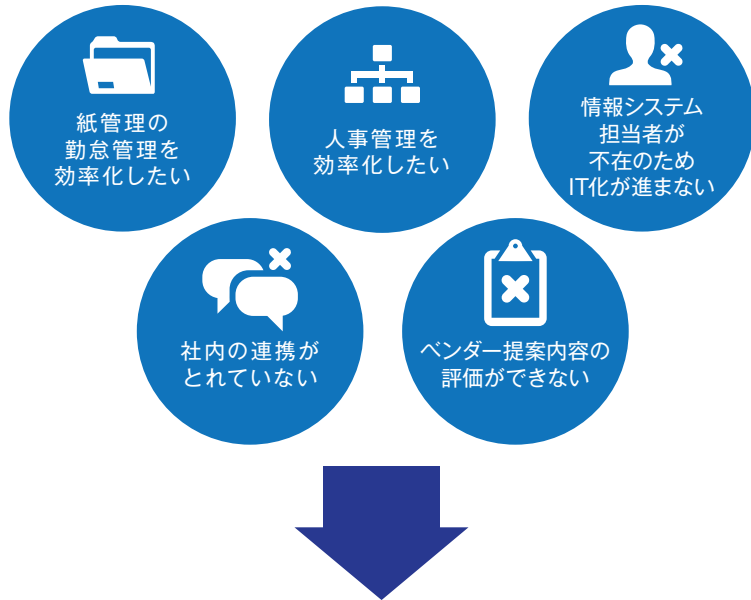 紙管理の
勤怠管理を
効率化したい
人事管理を
効率化したい
情報システム
担当者が
不在のため
IT化が進まない
社内の連携が
とれていない
ベンダー提案内容の
評価ができない